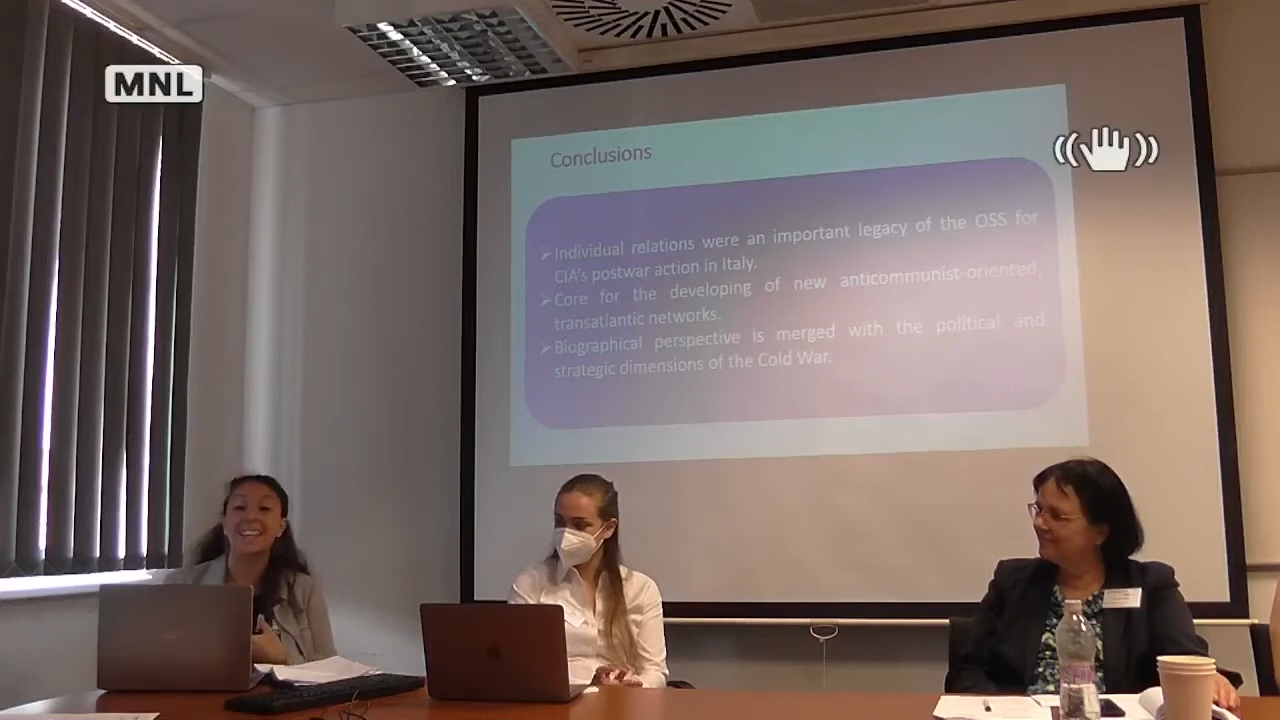 MNL
Conclusions
➢Individual relations were an important legacy of the OSS for
CIA's postwar action in Italy.
➢Core for the developing of new anticommunist-oriented,
transatlantic networks.
➢Biographical perspective is merged with the political and
strategic dimensions of the Cold War.